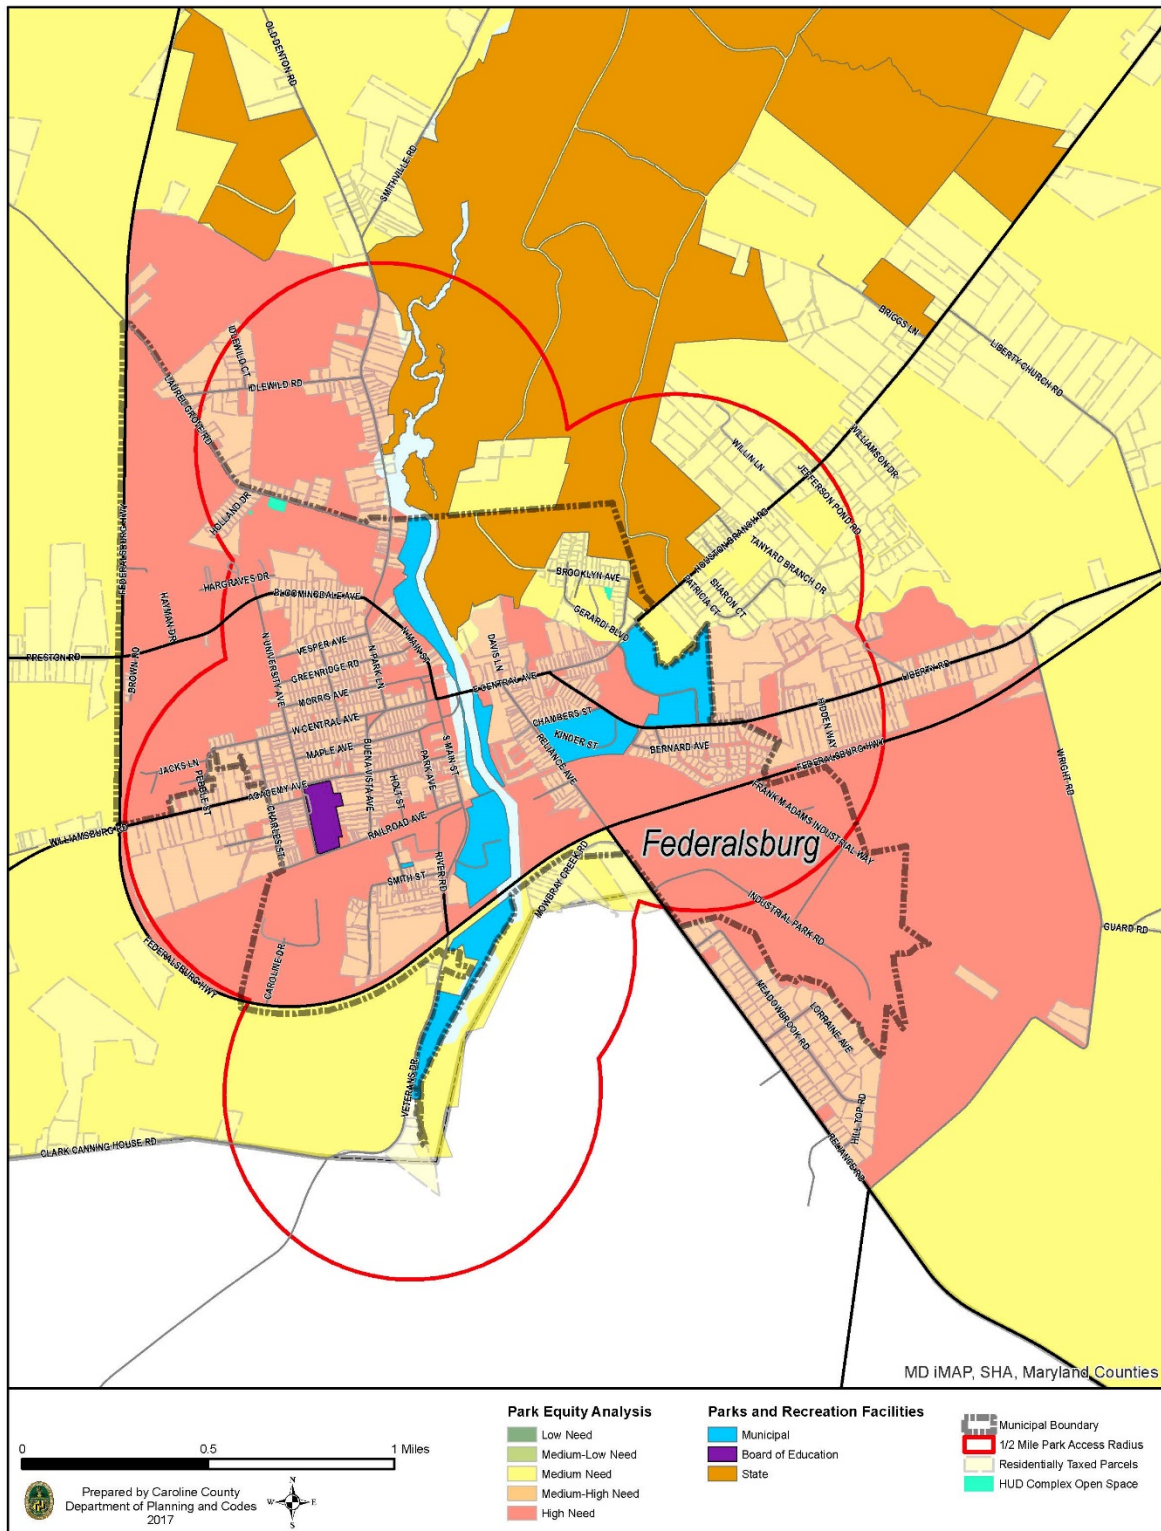 OLD DENTON RD
SMITHVILLE RD
BRIGGS LN
LIBERTY CHURCH RD
IDLEWILD CT
IDLEWILD RD
LAUREL GROVE RD
WILLIN LN
WILLIAMSON DR
JEFFERSON POND RD
HOLLAND DR
FEDERALSBURG HWY
HOUSTON BRANCH RD
TANYARD BRANCH DR
BROOKLYN AVE
SHARON CT
PATRICIA CT
GERARDI BLVD
HARGRAVES DR
BLOOMINGDALE AVE
HAYMAN DR
VESPER AVE
N MAIN ST
DAVIS LN
PRESTON RD
BROWN RD
N UNIVERSITY AVE
GREENRIDGE RD
N PARK LN
MORRIS AVE
E CENTRAL AVE
LIBERTY RD
W CENTRAL AVE
CHAMBERS ST
HIDDEN WAY
KINDER ST
BERNARD AVE
MAPLE AVE
S MAIN ST
RELIANCE AVE
FEDERALSBURG HWY
WRIGHT RD
JACKS LN
PEBBLE ST
BUENA VISTA AVE
PARK AVE
HOLT ST
ACADEMY AVE
FRANK M ADAMS INDUSTRIAL WAY
WILLIAMSBURG RD
CHARLES ST
RAILROAD AVE
Federalsburg
SMITH ST
RIVER RD
MOWBRAY CREEK RD
INDUSTRIAL PARK RD
GUARD RD
FEDERALSBURG HWY
CAROLINE DR
MEADOWBROOK RD
LORRAINE AVE
VETERANS DR
HILL TOP RD
CLARK CANNING HOUSE RD
RELIANCE RD
MD iMAP, SHA, Maryland Counties
0 0.5 1 Miles
Prepared by Caroline County
Department of Planning and Codes
2017
N
W E
S
Park Equity Analysis
Low Need
Medium-Low Need
Medium Need
Medium-High Need
High Need
Parks and Recreation Facilities
Municipal
Board of Education
State
Municipal Boundary
1/2 Mile Park Access Radius
Residentially Taxed Parcels
HUD Complex Open Space